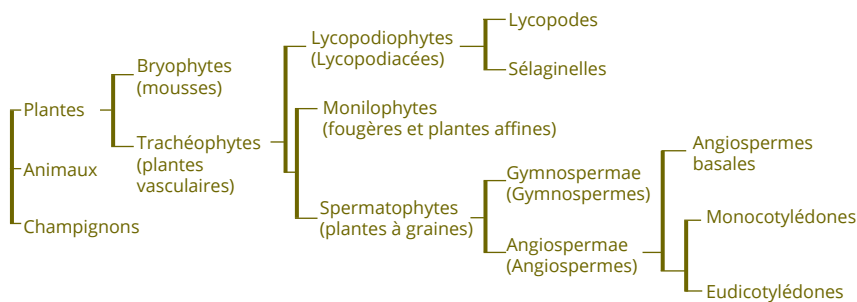 Plantes
Animaux
Champignons
Bryophytes
(mousses)
Trachéophytes
(plantes
vasculaires)
Lycopodiophytes
(Lycopodiacées)
Monilophytes
(fougères et plantes affines)
Spermatophytes
(plantes à graines)
Lycopodes
Sélaginelles
Gymnospermae
(Gymnospermes)
Angiospermae
(Angiospermes)
Angiospermes
basales
Monocotylédones
Eudicotylédones